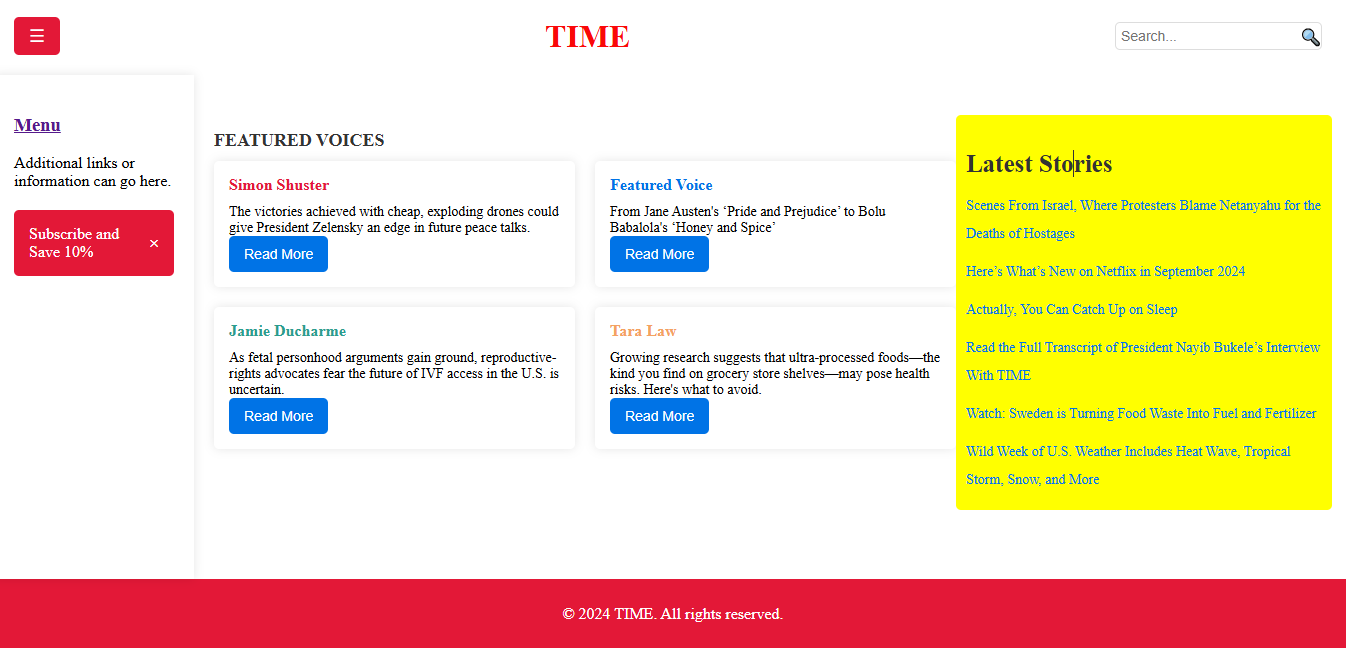 ☰
TIME
Search...
Menu
Additional links or
information can go here.
Subscribe and
Save 10%
×
FEATURED VOICES
Simon Shuster
The victories achieved with cheap, exploding drones could
give President Zelensky an edge in future peace talks.
Read More
Featured Voice
From Jane Austen's ‘Pride and Prejudice’ to Bolu
Babalola's ‘Honey and Spice’
Read More
Jamie Ducharme
As fetal personhood arguments gain ground, reproductive-
rights advocates fear the future of IVF access in the U.S. is
uncertain.
Read More
Tara Law
Growing research suggests that ultra-processed foods—the
kind you find on grocery store shelves—may pose health
risks. Here's what to avoid.
Read More
Latest Stories
Scenes From Israel, Where Protesters Blame Netanyahu for the
Deaths of Hostages
Here’s What’s New on Netflix in September 2024
Actually, You Can Catch Up on Sleep
Read the Full Transcript of President Nayib Bukele’s Interview
With TIME
Watch: Sweden is Turning Food Waste Into Fuel and Fertilizer
Wild Week of U.S. Weather Includes Heat Wave, Tropical
Storm, Snow, and More
© 2024 TIME. All rights reserved.